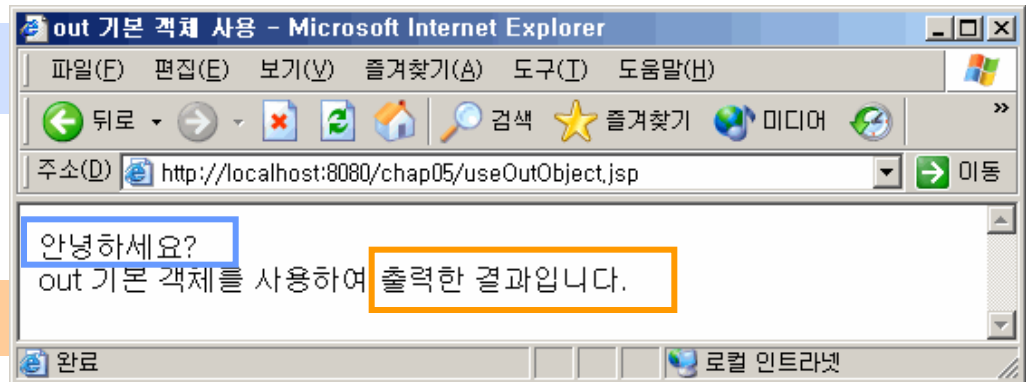 out 기본 객체 사용 - Microsoft Internet Explorer
파일(F) 편집(E) 보기(V) 즐겨찾기(A) 도구(T) 도움말(H)
뒤로 검색 즐겨찾기 미디어 »
주소(D) http://localhost:8080/chap05/useOutObject.jsp 이동
안녕하세요?
out 기본 객체를 사용하여 출력한 결과입니다.
완료 로컬 인트라넷